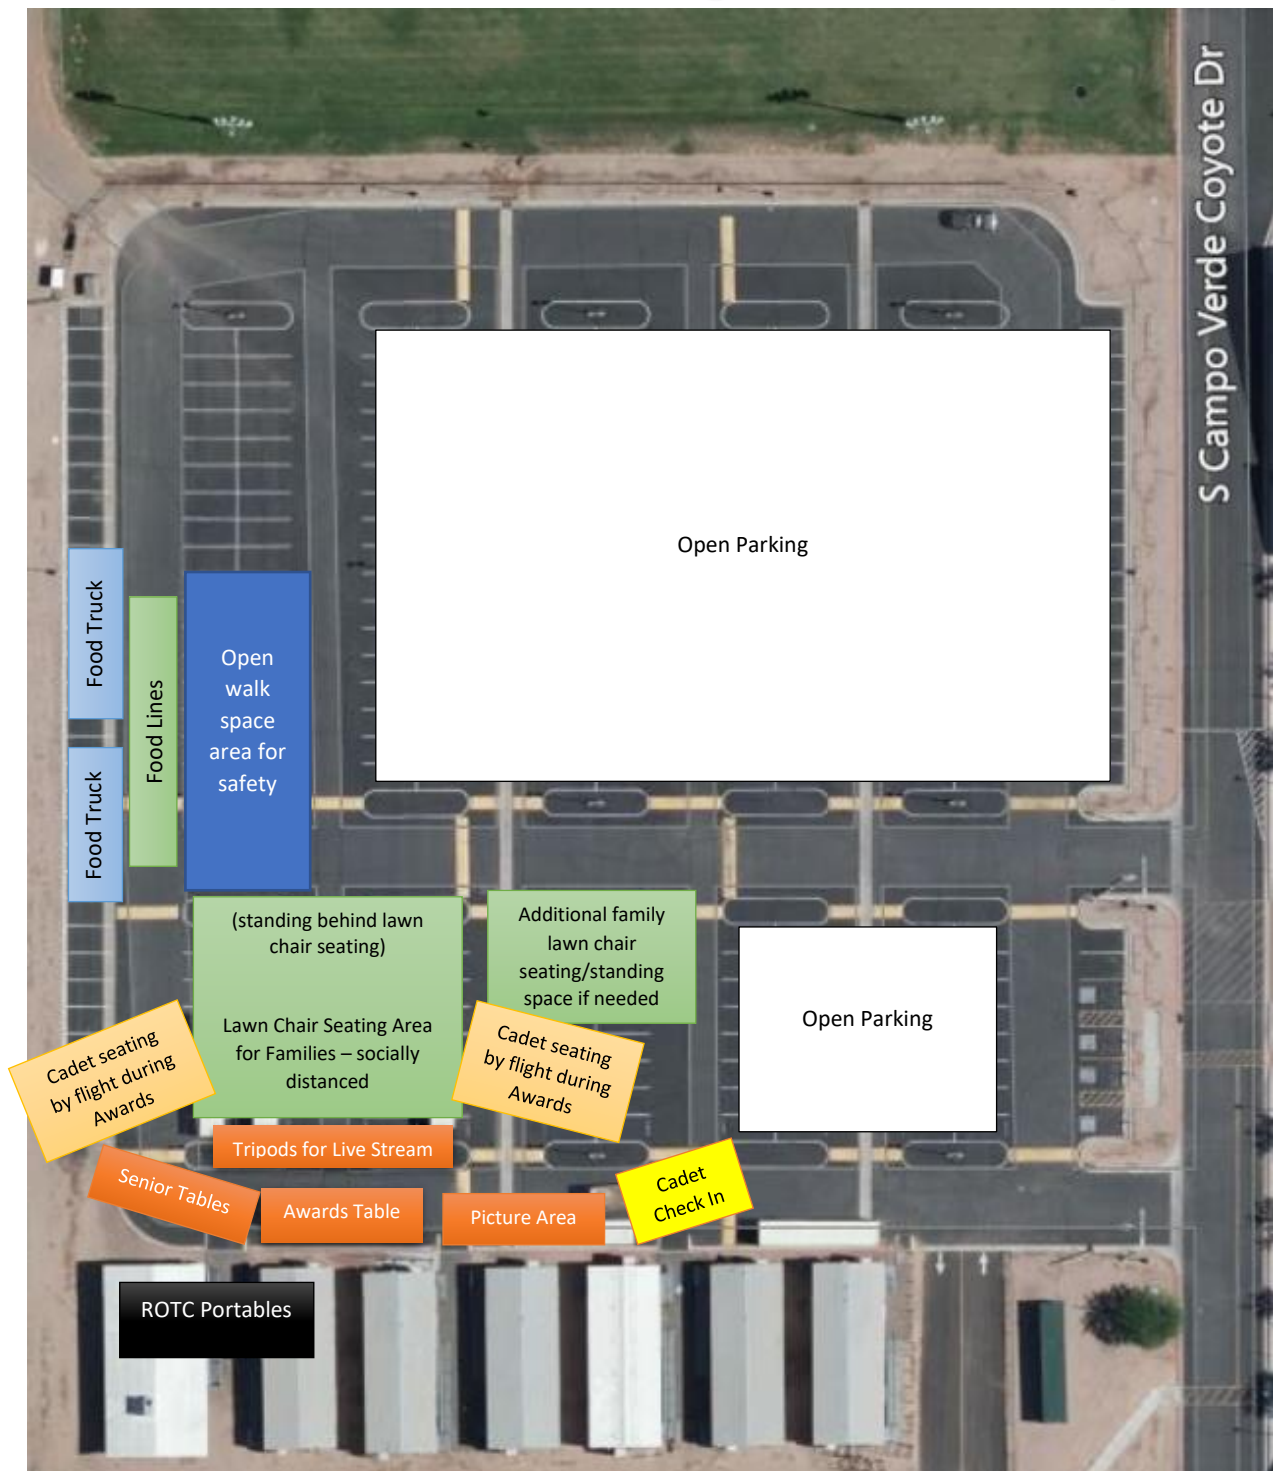 S Campo Verde Coyote Dr
Open Parking
Food Truck
Food Lines
Open
walk
space
area for
safety
Food Truck
(standing behind lawn
chair seating)
Lawn Chair Seating Area
for Families – socially
distanced
Additional family
lawn chair
seating/standing
space if needed
Open Parking
Cadet seating
by flight during
Awards
Cadet seating
by flight during
Awards
Tripods for Live Stream
Senior Tables
Awards Table
Picture Area
Cadet
Check In
ROTC Portables